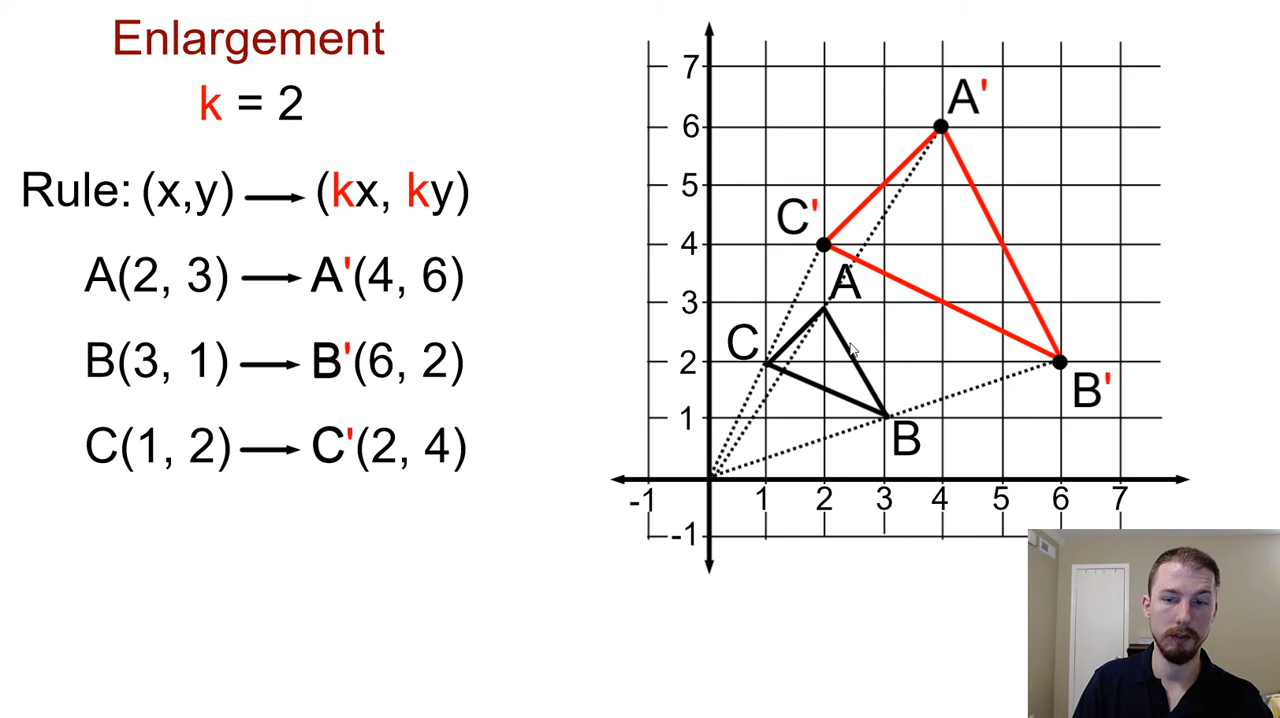 Enlargement
k = 2
Rule: (x,y) → (kx, ky)
A(2, 3) → A'(4, 6)
B(3, 1) → B'(6, 2)
C(1, 2) → C'(2, 4)
7
6
5
4
3
2
1
-1
-1 1 2 3 4 5 6 7
A'
C'
A
C
B'
B